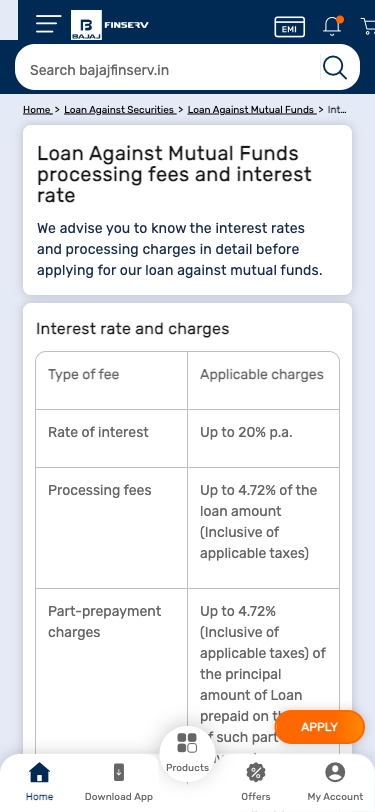 BAJAJ
FINSERV
EMI
Search bajajfinserv.in
Home > Loan Against Securities > Loan Against Mutual Funds > Int...
Loan Against Mutual Funds
processing fees and interest
rate
We advise you to know the interest rates
and processing charges in detail before
applying for our loan against mutual funds.
Interest rate and charges
Type of fee
Applicable charges
Rate of interest
Up to 20% p.a.
Processing fees
Up to 4.72% of the
loan amount
(Inclusive of
applicable taxes)
Part-prepayment
charges
Up to 4.72%
(Inclusive of
applicable taxes) of
the principal
amount of Loan
prepaid on
such part
APPLY
Home
Download App
Products
Offers
My Account